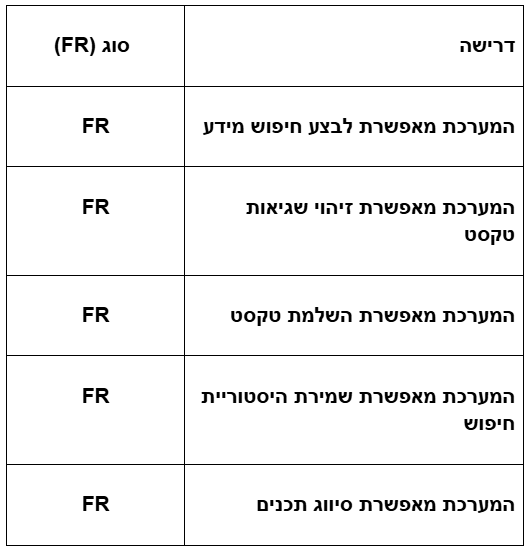 דרישה
סוג (FR)
המערכת מאפשרת לבצע חיפוש מידע
FR
המערכת מאפשרת זיהוי שגיאות
טקסט
FR
המערכת מאפשרת השלמת טקסט
FR
המערכת מאפשרת שמירת היסטוריית
חיפוש
FR
המערכת מאפשרת סיווג תכנים
FR